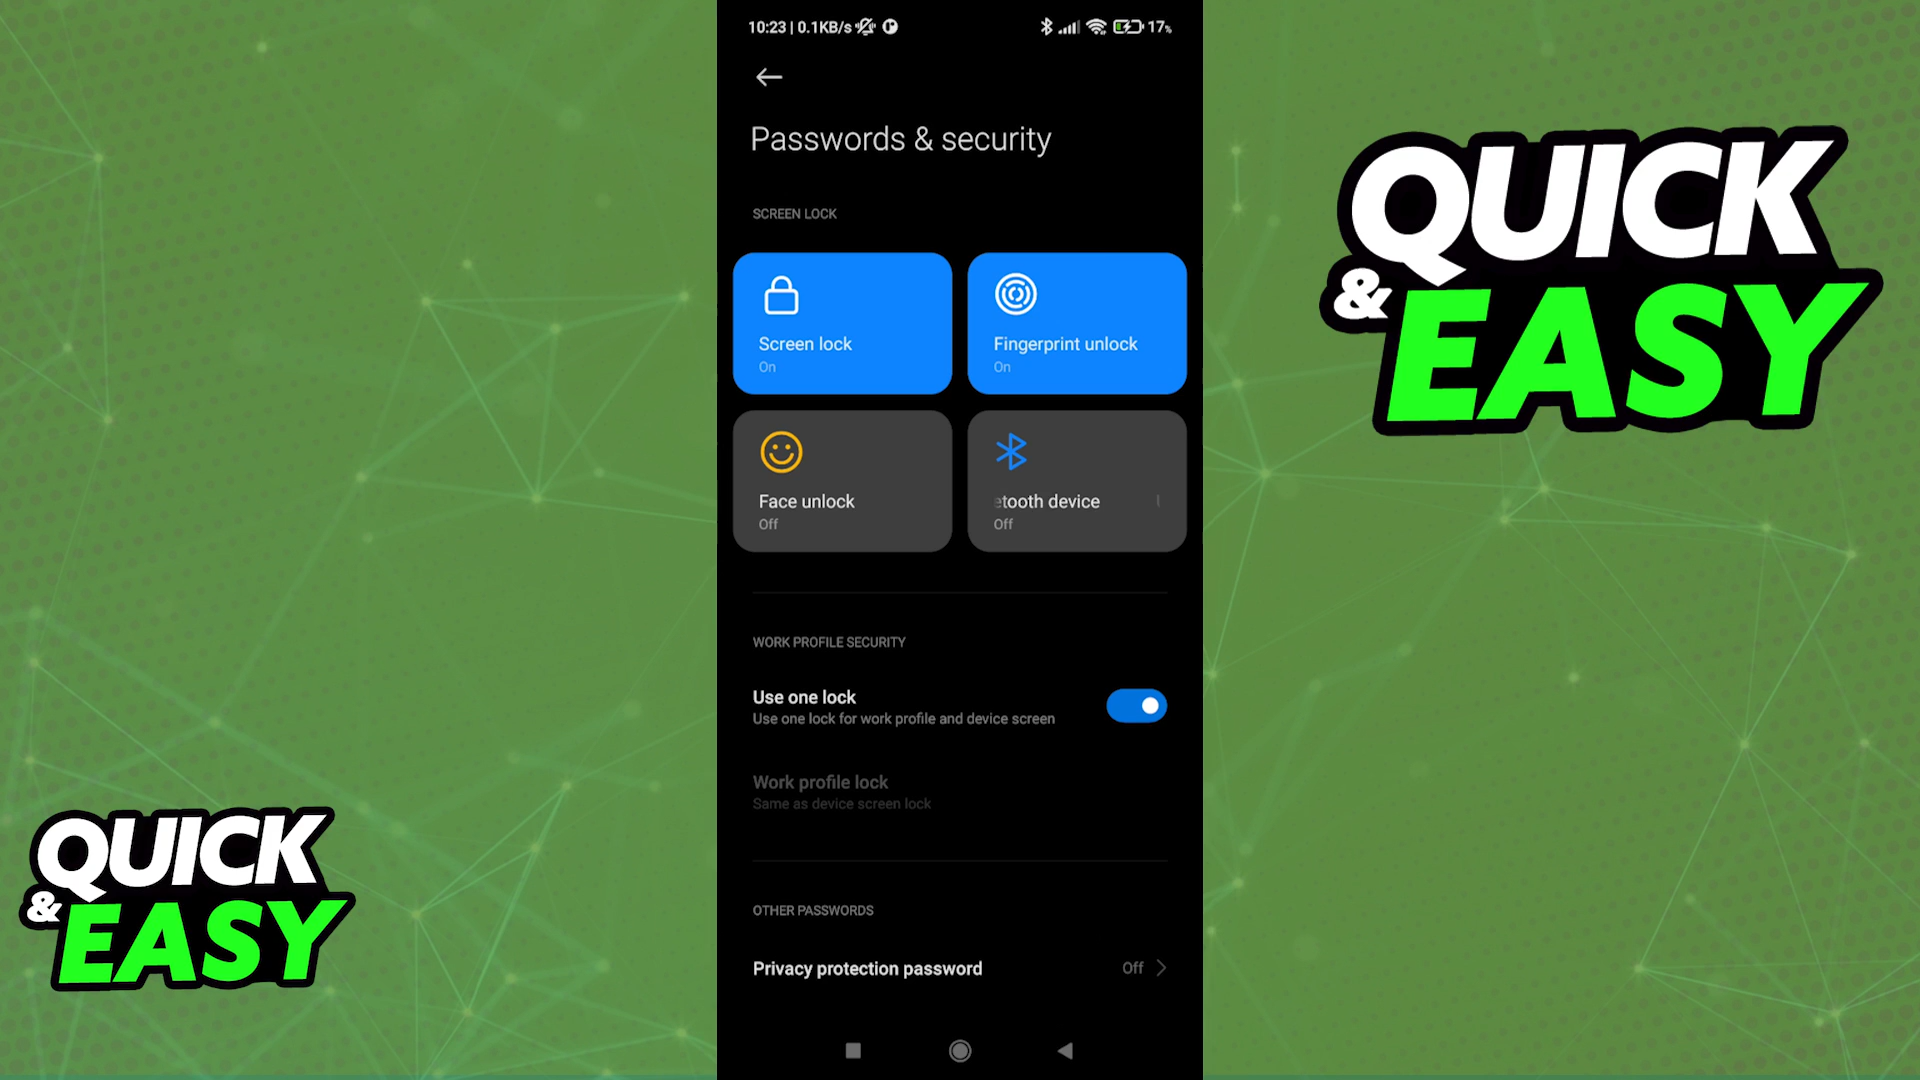 10:23 | 0.1KB/s
17%
Passwords & security
SCREEN LOCK
Screen lock
On
Fingerprint unlock
On
Face unlock
Off
etooth device
Off
WORK PROFILE SECURITY
Use one lock
Use one lock for work profile and device screen
Work profile lock
Same as device screen lock
OTHER PASSWORDS
Privacy protection password
Off
QUICK
& EASY
QUICK
& EASY